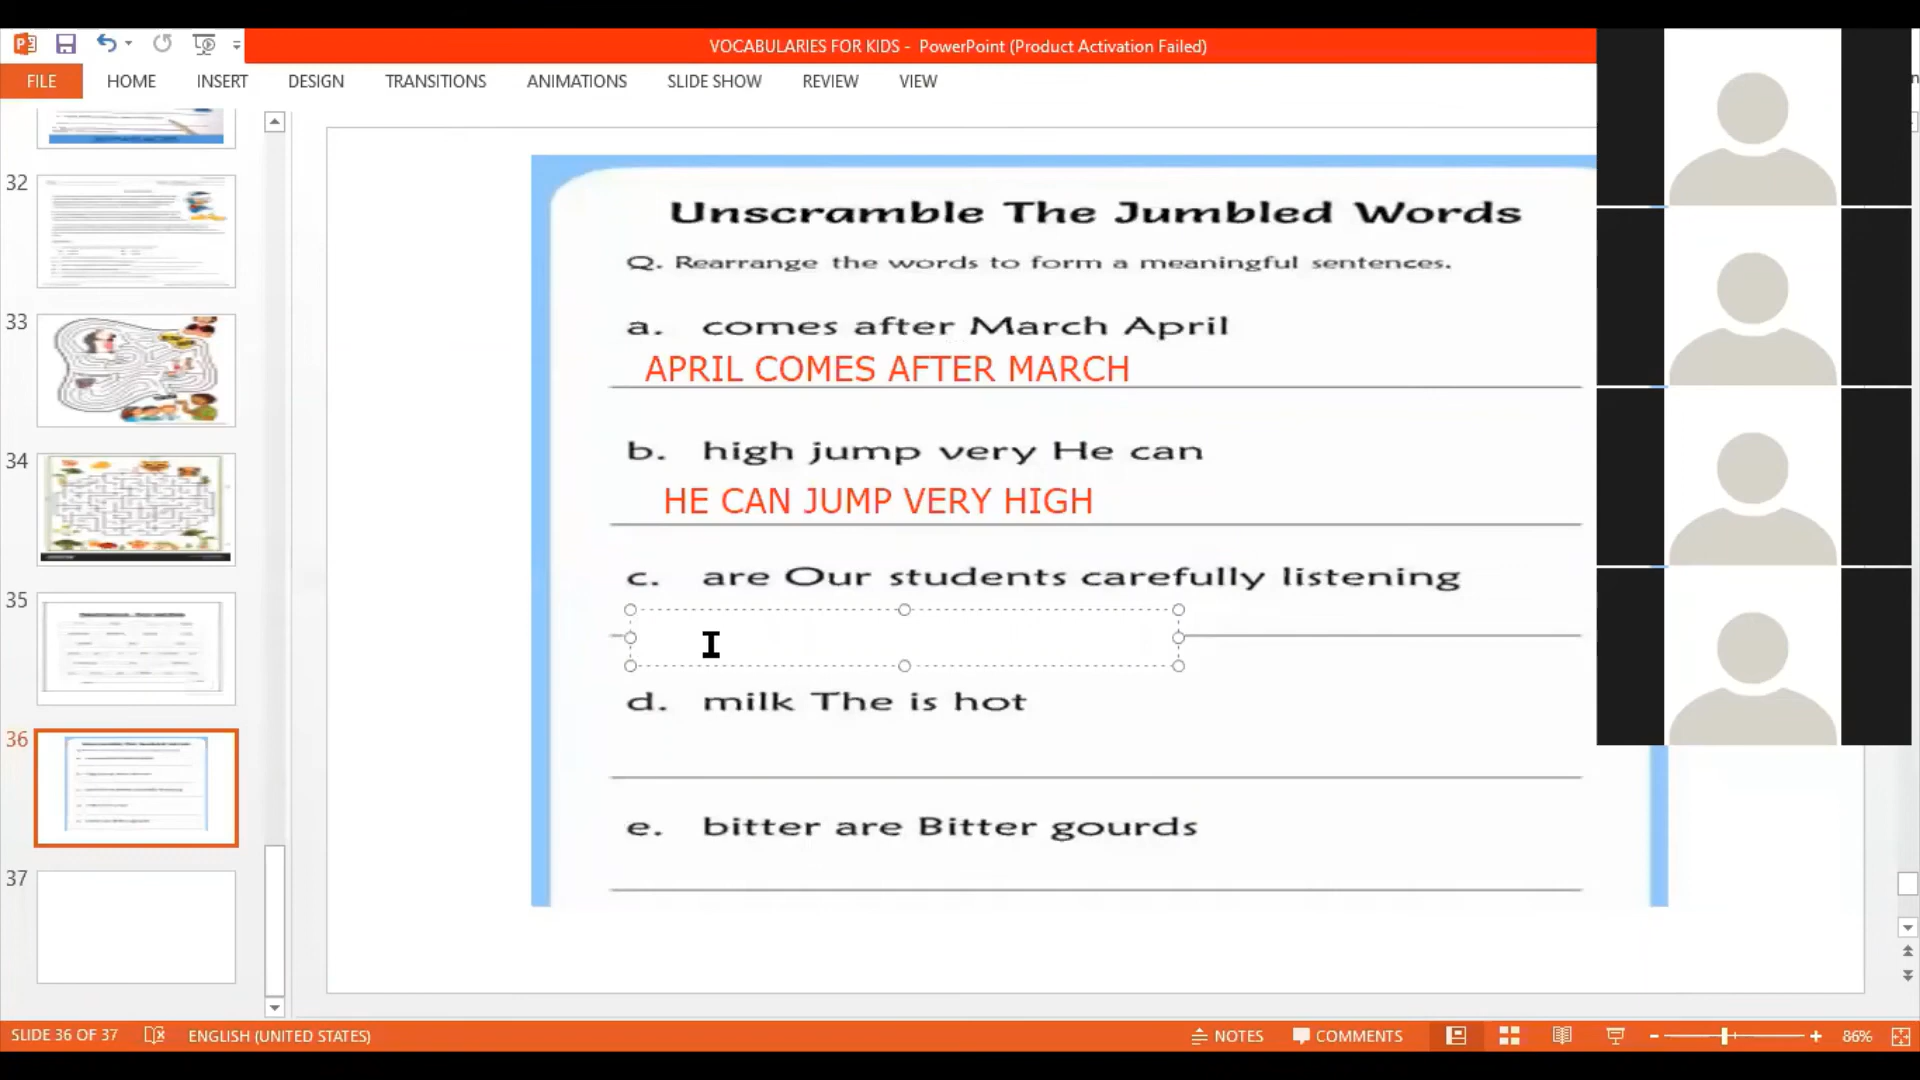 VOCABULARIES FOR KIDS - PowerPoint (Product Activation Failed)
FILE HOME INSERT DESIGN TRANSITIONS ANIMATIONS SLIDE SHOW REVIEW VIEW
32
33
34
35
36
37
Unscramble The Jumbled Words
Q. Rearrange the words to form a meaningful sentences.
a. comes after March April
APRIL COMES AFTER MARCH
b. high jump very He can
HE CAN JUMP VERY HIGH
c. are Our students carefully listening
d. milk The is hot
e. bitter are Bitter gourds
SLIDE 36 OF 37 ENGLISH (UNITED STATES) NOTES COMMENTS 86%